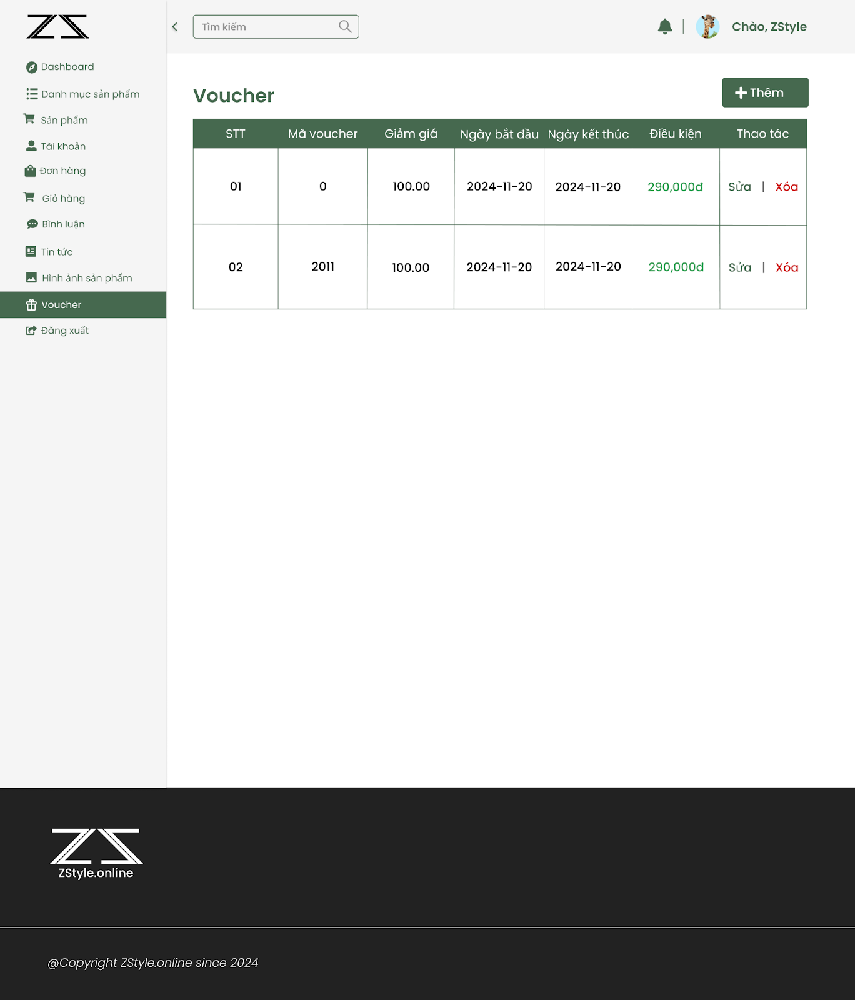 ZS
Tìm kiếm
Chào, ZStyle
Dashboard
Danh mục sản phẩm
Sản phẩm
Tài khoản
Đơn hàng
Giỏ hàng
Bình luận
Tin tức
Hình ảnh sản phẩm
Voucher
Đăng xuất
Voucher
Thêm
STT Mã voucher Giảm giá Ngày bắt đầu Ngày kết thúc Điều kiện Thao tác
01 0 100.00 2024-11-20 2024-11-20 290,000đ Sửa | Xóa
02 2011 100.00 2024-11-20 2024-11-20 290,000đ Sửa | Xóa
ZS
ZStyle.online
@Copyright ZStyle.online since 2024